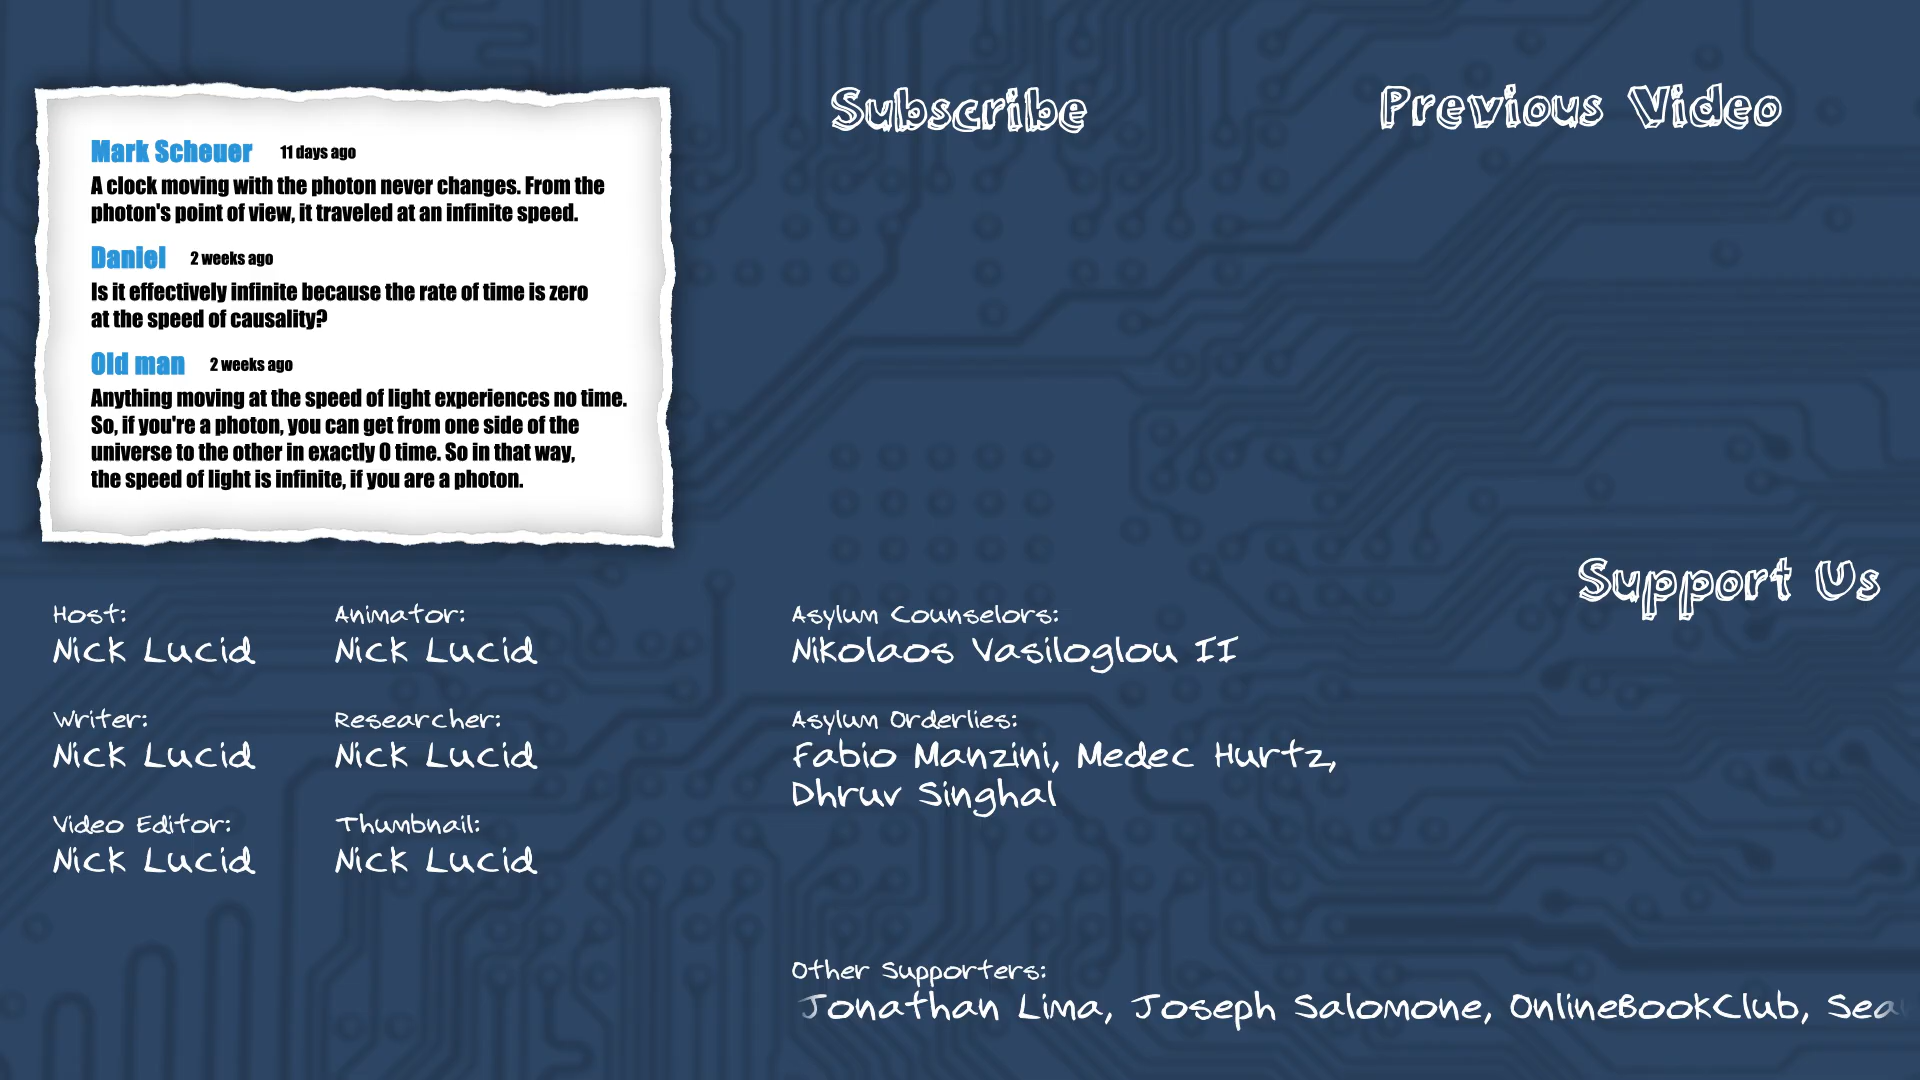 Subscribe
Previous Video
Mark Scheuer 11 days ago
A clock moving with the photon never changes. From the
photon's point of view, it traveled at an infinite speed.
Daniel 2 weeks ago
Is it effectively infinite because the rate of time is zero
at the speed of causality?
Old man 2 weeks ago
Anything moving at the speed of light experiences no time.
So, if you're a photon, you can get from one side of the
universe to the other in exactly 0 time. So in that way,
the speed of light is infinite, if you are a photon.
Support Us
Host:
Nick Lucid
Animator:
Nick Lucid
Writer:
Nick Lucid
Researcher:
Nick Lucid
Video Editor:
Nick Lucid
Thumbnail:
Nick Lucid
Asylum Counselors:
Nikolaos Vasiloglou II
Asylum Orderlies:
Fabio Manzini, Medec Hurtz,
Dhruv Singhal
Other Supporters:
Jonathan Lima, Joseph Salomone, OnlineBookClub,